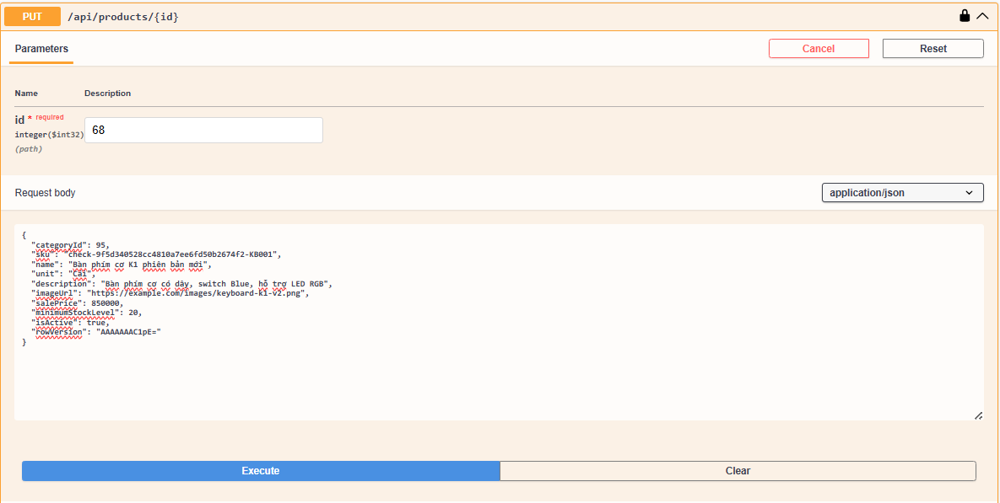 PUT /api/products/{id}
Parameters
Cancel
Reset
Name Description
id * required
integer($int32)
(path)
68
Request body
application/json
{
"categoryId": 95,
"sku": "check-9f5d340528cc4810a7ee6fd50b2674f2-KB001",
"name": "Bàn phím cơ K1 phiên bản mới",
"unit": "Cái",
"description": "Bàn phím cơ có dây, switch Blue, hỗ trợ LED RGB",
"imageUrl": "https://example.com/images/keyboard-k1-v2.png",
"salePrice": 850000,
"minimumStockLevel": 20,
"isActive": true,
"rowVersion": "AAAAAAAC1pE="
}
Execute
Clear